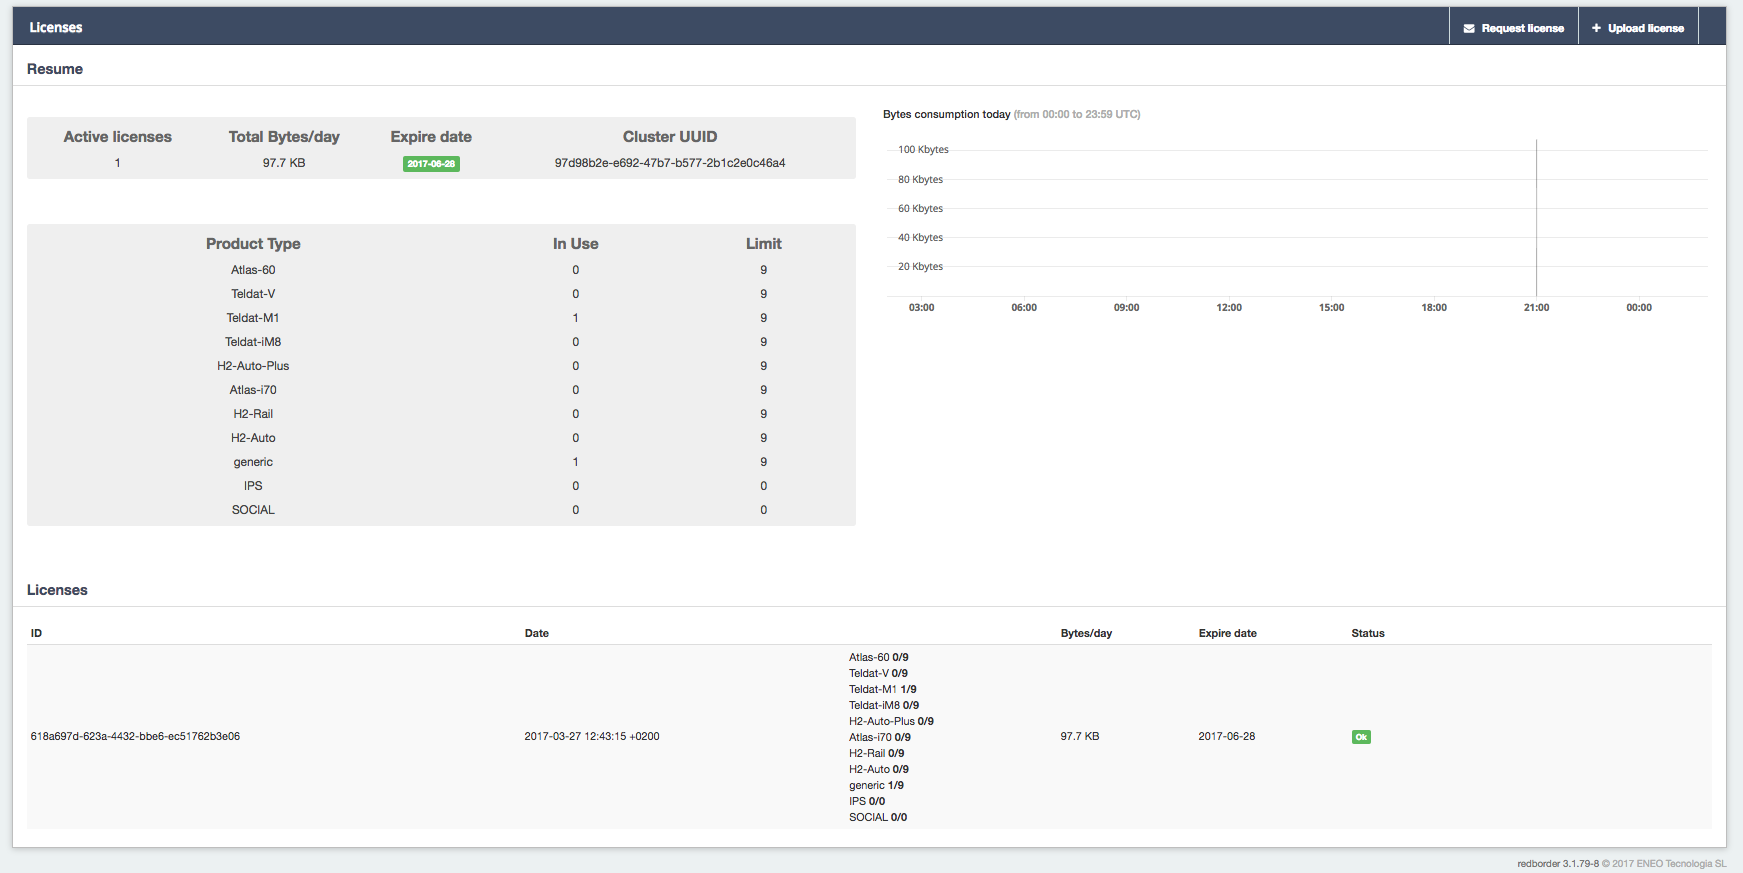 Licenses
Request license
Upload license
Resume
Active licenses Total Bytes/day Expire date Cluster UUID
1 97.7 KB 2017-06-28 97d98b2e-e692-47b7-b577-2b1c2e0c46a4
Product Type In Use Limit
Atlas-60 0 9
Teldat-V 0 9
Teldat-M1 1 9
Teldat-iM8 0 9
H2-Auto-Plus 0 9
Atlas-i70 0 9
H2-Rail 0 9
H2-Auto 0 9
generic 1 9
IPS 0 0
SOCIAL 0 0
Bytes consumption today (from 00:00 to 23:59 UTC)
100 Kbytes
80 Kbytes
60 Kbytes
40 Kbytes
20 Kbytes
03:00 06:00 09:00 12:00 15:00 18:00 21:00 00:00
Licenses
ID Date Bytes/day Expire date Status
Atlas-60 0/9
Teldat-V 0/9
Teldat-M1 1/9
Teldat-iM8 0/9
H2-Auto-Plus 0/9
618a697d-623a-4432-bbe6-ec51762b3e06 2017-03-27 12:43:15 +0200 Atlas-i70 0/9 97.7 KB 2017-06-28 Ok
H2-Rail 0/9
H2-Auto 0/9
generic 1/9
IPS 0/0
SOCIAL 0/0
redborder 3.1.79-8 © 2017 ENEO Tecnologia SL